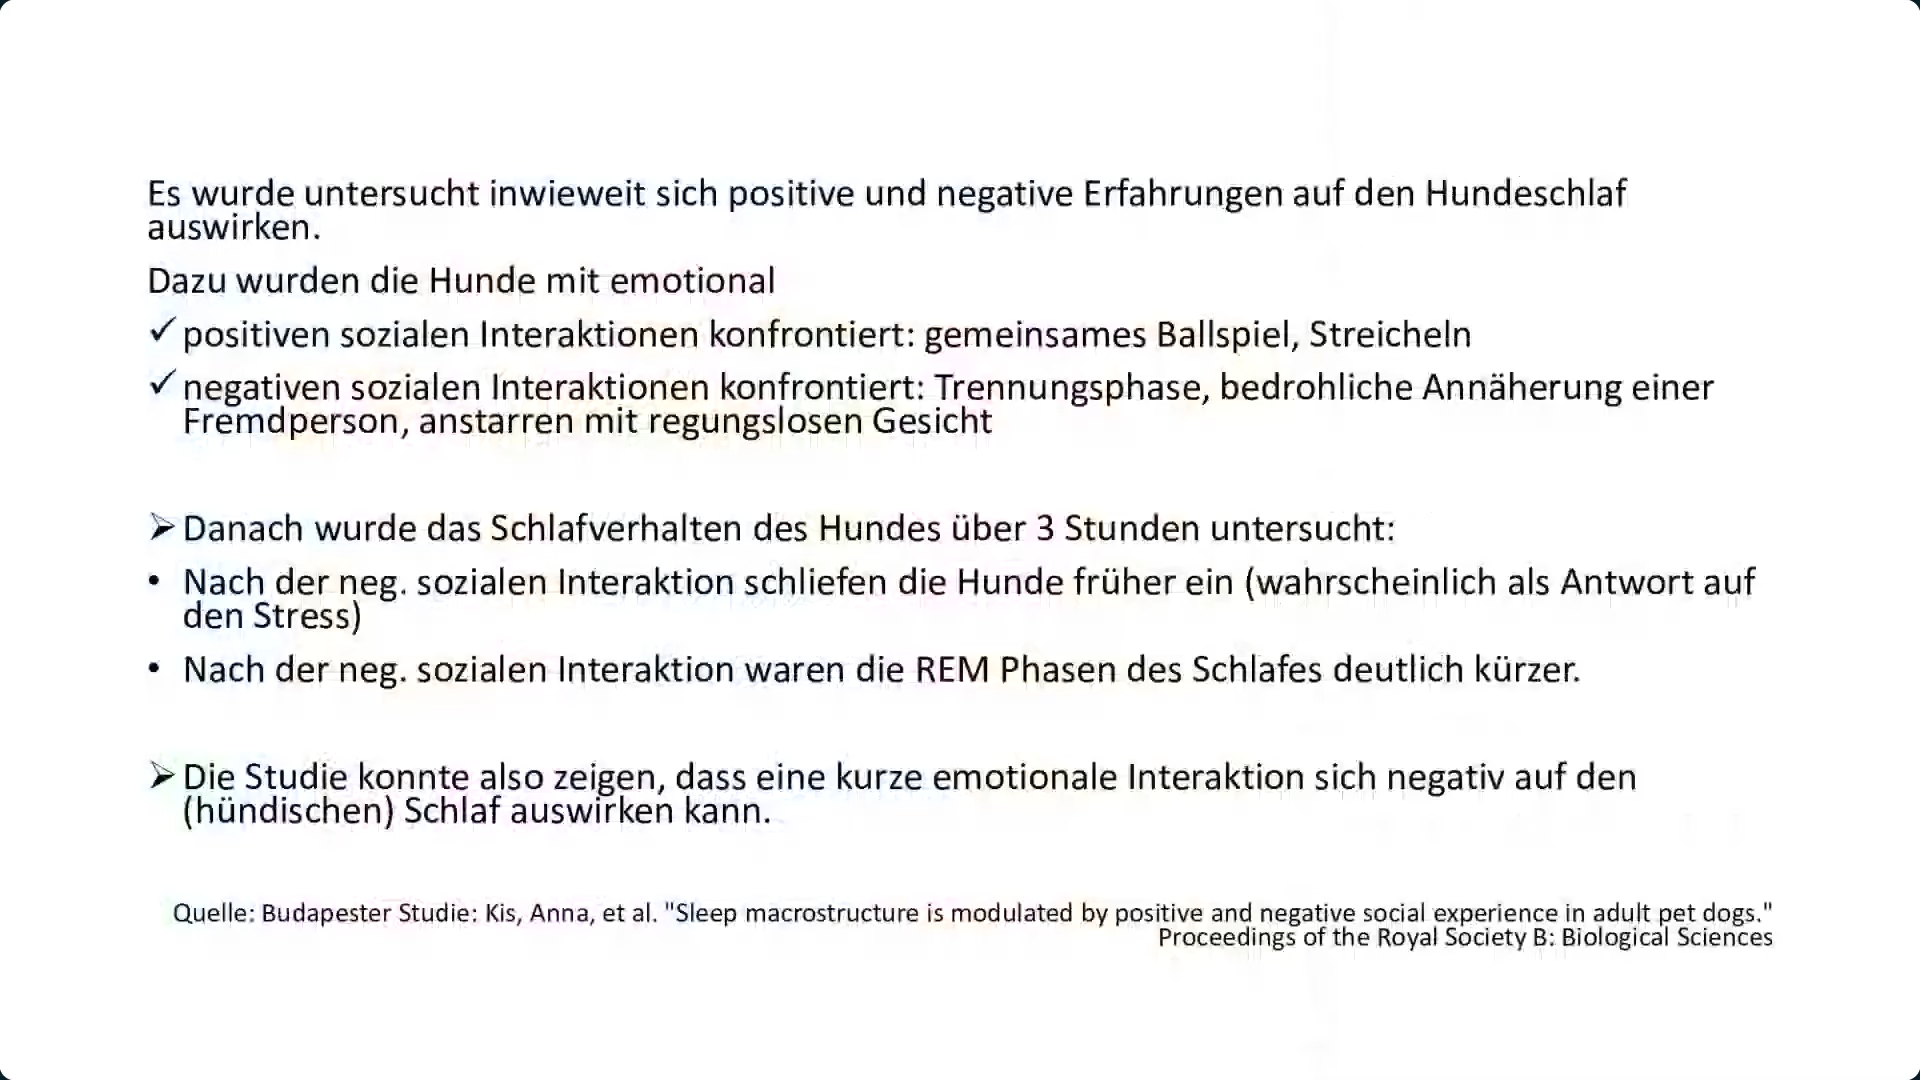 Es wurde untersucht inwieweit sich positive und negative Erfahrungen auf den Hundeschlaf
auswirken.
Dazu wurden die Hunde mit emotional
✓ positiven sozialen Interaktionen konfrontiert: gemeinsames Ballspiel, Streicheln
✓ negativen sozialen Interaktionen konfrontiert: Trennungsphase, bedrohliche Annäherung einer
Fremdperson, anstarren mit regungslosen Gesicht
➢ Danach wurde das Schlafverhalten des Hundes über 3 Stunden untersucht:
• Nach der neg. sozialen Interaktion schliefen die Hunde früher ein (wahrscheinlich als Antwort auf
den Stress)
• Nach der neg. sozialen Interaktion waren die REM Phasen des Schlafes deutlich kürzer.
➢ Die Studie konnte also zeigen, dass eine kurze emotionale Interaktion sich negativ auf den
(hündischen) Schlaf auswirken kann.
Quelle: Budapester Studie: Kis, Anna, et al. "Sleep macrostructure is modulated by positive and negative social experience in adult pet dogs."
Proceedings of the Royal Society B: Biological Sciences